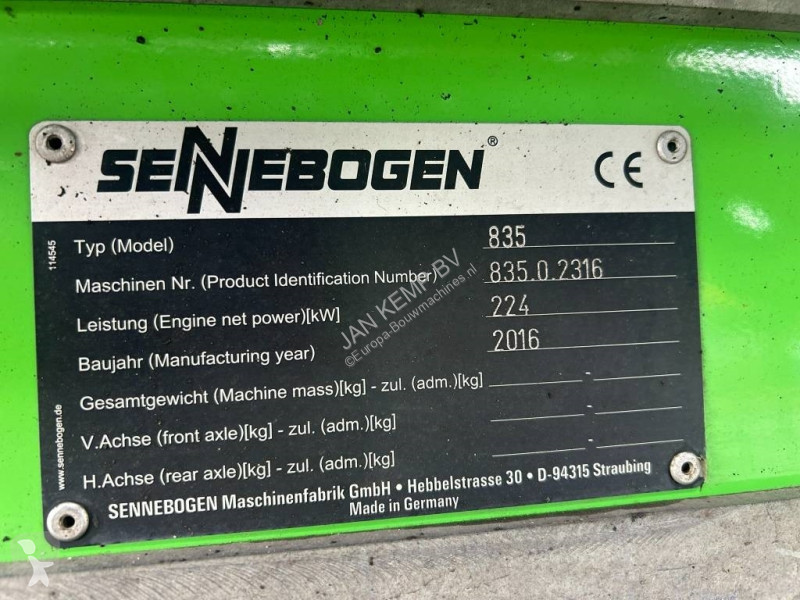 SENNEBOGEN ® CE
114545
Typ (Model) 835
Maschinen Nr. (Product Identification Number) 835.0.2316
Leistung (Engine net power)[kW] 224
Baujahr (Manufacturing year) 2016
Gesamtgewicht (Machine mass)[kg] - zul. (adm.)[kg] -
V.Achse (front axle)[kg] - zul. (adm.)[kg] -
H.Achse (rear axle)[kg] - zul. (adm.)[kg] -
www.sennebogen.de
SENNEBOGEN Maschinenfabrik GmbH • Hebbelstrasse 30 • D-94315 Straubing
Made in Germany
JAN KEMP BV
©Europa-Bouwmachines.nl